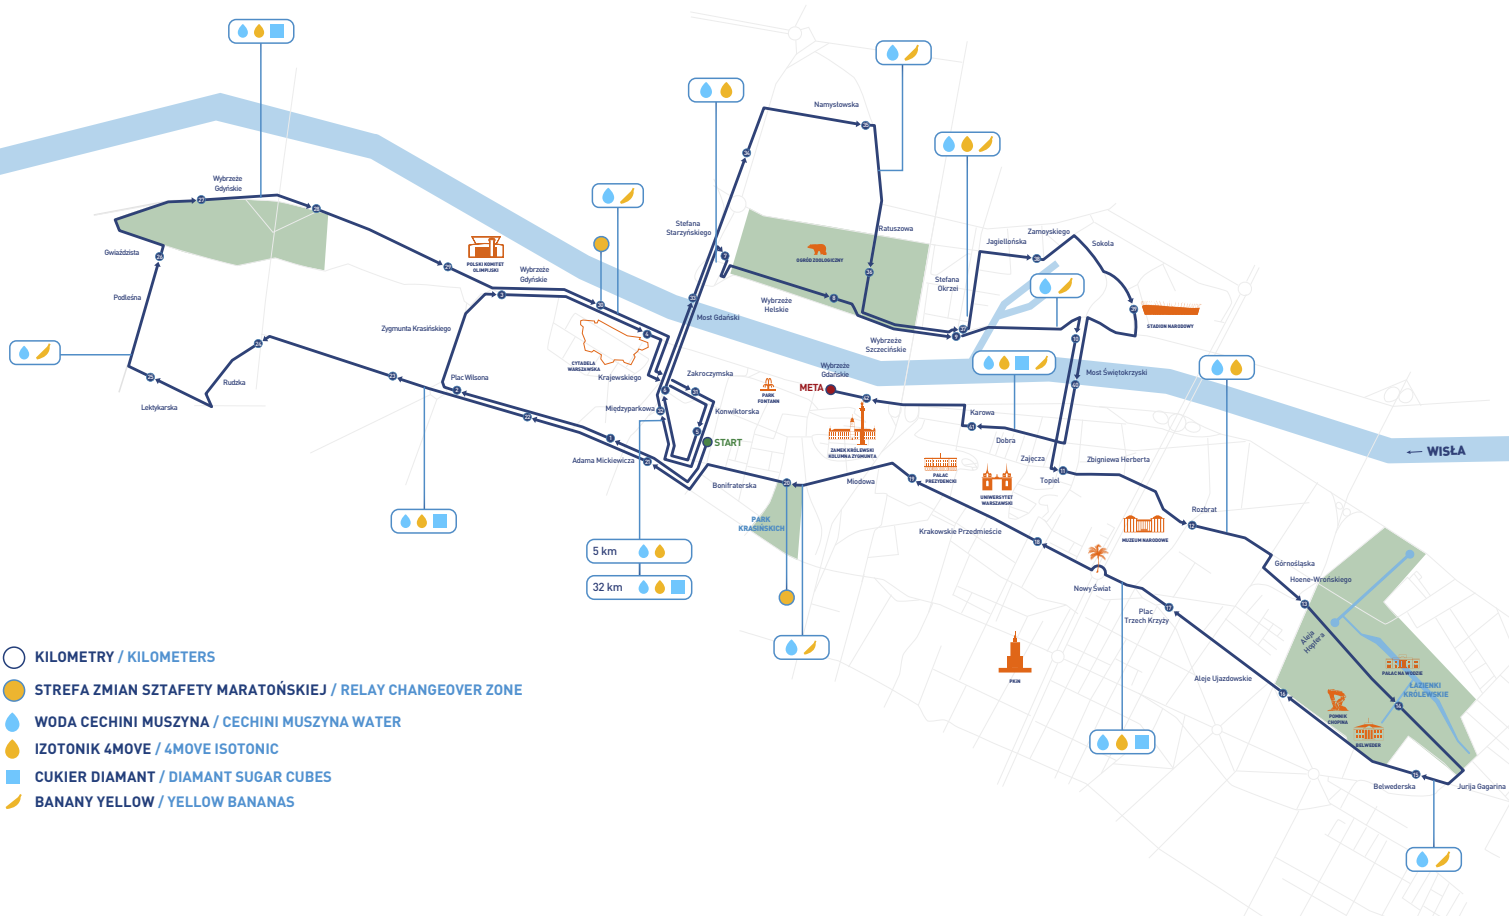 Namysłowska
Wybrzeże
Gdyńskie
Stefana
Starzyńskiego
Ratuszowa
Zamoyskiego
Jagiellońska
Sokola
Gwiaździsta
POLSKI KOMITET
OLIMPIJSKI
Wybrzeże
Gdyńskie
OGRÓD ZOOLOGICZNY
Stefana
Okrzei
Podleśna
Wybrzeże
Helskie
Most Gdański
STADION NARODOWY
Zygmunta Krasińskiego
Wybrzeże
Szczecińskie
CYTADELA
WARSZAWSKA
Krajewskiego
Zakroczymska
Wybrzeże
Gdańskie
Most Świętokrzyski
Rudzka
Plac Wilsona
META
PARK
FONTANN
Lektykarska
Międzyparkowa
Konwiktorska
Karowa
START
Dobra
WISŁA
ZAMEK KRÓLEWSKI
KOLUMNA ZYGMUNTA
Adama Mickiewicza
Zajęcza
Zbigniewa Herberta
PAŁAC
PREZYDENCKI
Bonifraterska
Miodowa
Topiel
UNIWERSYTET
WARSZAWSKI
Rozbrat
PARK
KRASIŃSKICH
Krakowskie Przedmieście
MUZEUM NARODOWE
5 km
32 km
Górnośląska
Hoene-Wrońskiego
Nowy Świat
Plac
Trzech Krzyży
Aleja
Hopfera
KILOMETRY / KILOMETERS
PKIN
Aleje Ujazdowskie
PAŁAC NA WODZIE
ŁAZIENKI
KRÓLEWSKIE
STREFA ZMIAN SZTAFETY MARATOŃSKIEJ / RELAY CHANGEOVER ZONE
POMNIK
CHOPINA
WODA CECHINI MUSZYNA / CECHINI MUSZYNA WATER
BELWEDER
IZOTONIK 4MOVE / 4MOVE ISOTONIC
CUKIER DIAMANT / DIAMANT SUGAR CUBES
Belwederska
Jurija Gagarina
BANANY YELLOW / YELLOW BANANAS